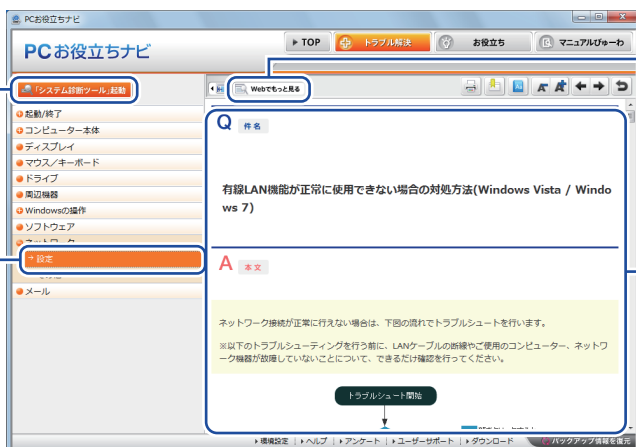 PCお役立ちナビ
PCお役立ちナビ
TOP
トラブル解決
お役立ち
マニュアルびゅーわ
「システム診断ツール」起動
Webでもっと見る
起動/終了
コンピューター本体
ディスプレイ
マウス/キーボード
ドライブ
周辺機器
Windowsの操作
ソフトウェア
ネットワーク
設定
メール
Q 件名
有線LAN機能が正常に使用できない場合の対処方法(Windows Vista / Windo
ws 7)
A 本文
ネットワーク接続が正常に行えない場合は、下図の流れでトラブルシュートを行います。
※以下のトラブルシューティングを行う前に、LANケーブルの断線やご使用のコンピューター、ネットワ
ーク機器が故障していないことについて、できるだけ確認を行ってください。
トラブルシュート開始
環境設定 | ヘルプ | アンケート | ユーザーサポート | ダウンロード
バックアップ情報を復元